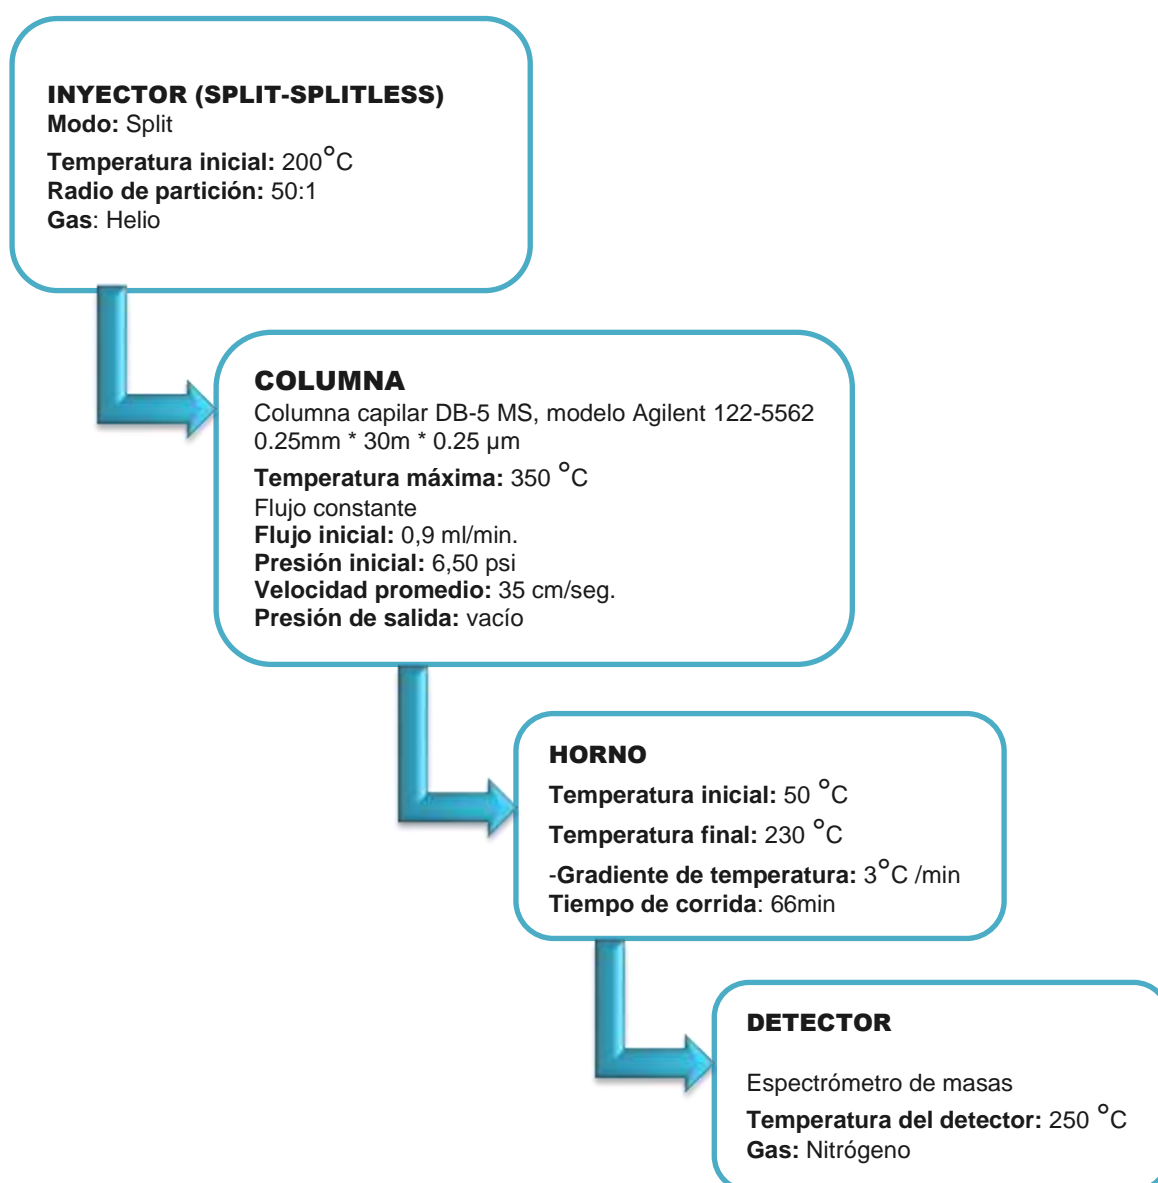 INYECTOR (SPLIT-SPLITLESS)
Modo: Split
Temperatura inicial: 200°C
Radio de partición: 50:1
Gas: Helio
COLUMNA
Columna capilar DB-5 MS, modelo Agilent 122-5562
0.25mm * 30m * 0.25 µm
Temperatura máxima: 350 °C
Flujo constante
Flujo inicial: 0,9 ml/min.
Presión inicial: 6,50 psi
Velocidad promedio: 35 cm/seg.
Presión de salida: vacío
HORNO
Temperatura inicial: 50 °C
Temperatura final: 230 °C
-Gradiente de temperatura: 3°C /min
Tiempo de corrida: 66min
DETECTOR
Espectrómetro de masas
Temperatura del detector: 250 °C
Gas: Nitrógeno